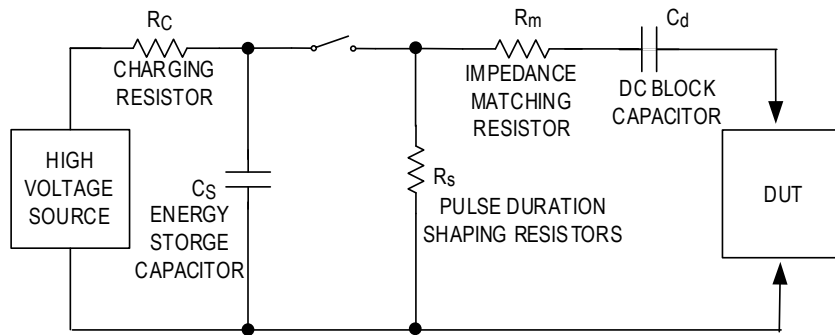 RC
CHARGING
RESISTOR
Rm
IMPEDANCE
MATCHING
RESISTOR
Cd
DC BLOCK
CAPACITOR
HIGH
VOLTAGE
SOURCE
CS
ENERGY
STORGE
CAPACITOR
Rs
PULSE DURATION
SHAPING RESISTORS
DUT